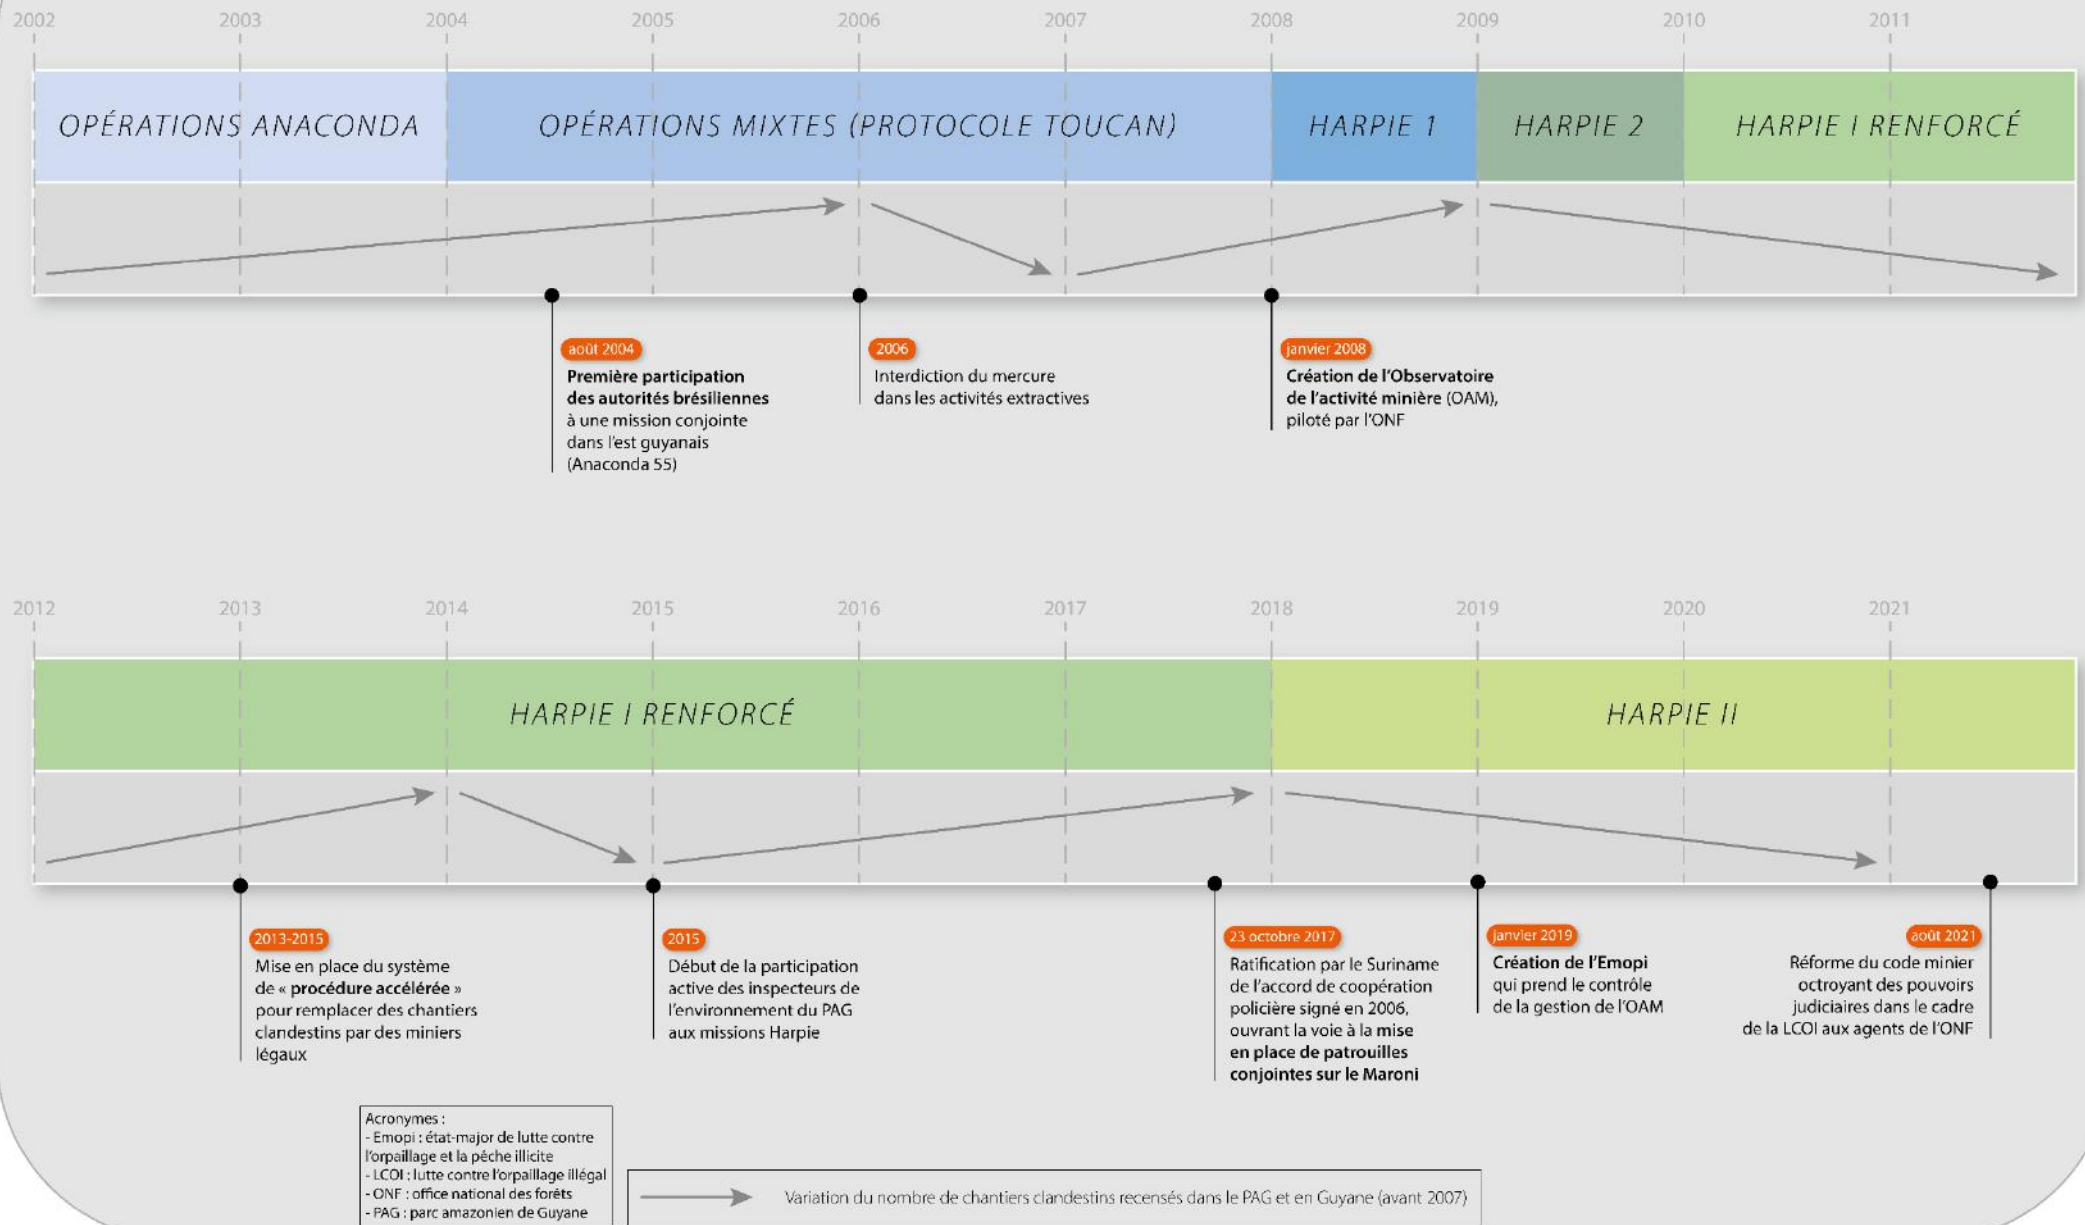 2002 2003 2004 2005 2006 2007 2008 2009 2010 2011
OPÉRATIONS ANACONDA
OPÉRATIONS MIXTES (PROTOCOLE TOUCAN)
HARPIE 1
HARPIE 2
HARPIE I RENFORCÉ
août 2004
Première participation
des autorités brésiliennes
à une mission conjointe
dans l'est guyanais
(Anaconda 55)
2006
Interdiction du mercure
dans les activités extractives
janvier 2008
Création de l'Observatoire
de l'activité minière (OAM),
piloté par l'ONF
2012 2013 2014 2015 2016 2017 2018 2019 2020 2021
HARPIE I RENFORCÉ
HARPIE II
2013-2015
Mise en place du système
de « procédure accélérée »
pour remplacer des chantiers
clandestins par des miniers
légaux
2015
Début de la participation
active des inspecteurs de
l'environnement du PAG
aux missions Harpie
23 octobre 2017
Ratification par le Suriname
de l'accord de coopération
policière signé en 2006,
ouvrant la voie à la mise
en place de patrouilles
conjointes sur le Maroni
janvier 2019
Création de l'Emopi
qui prend le contrôle
de la gestion de l'OAM
août 2021
Réforme du code minier
octroyant des pouvoirs
judiciaires dans le cadre
de la LCOI aux agents de l'ONF
Acronymes :
- Emopi : état-major de lutte contre
l'orpaillage et la pêche illicite
- LCOI : lutte contre l'orpaillage illégal
- ONF : office national des forêts
- PAG : parc amazonien de Guyane
Variation du nombre de chantiers clandestins recensés dans le PAG et en Guyane (avant 2007)